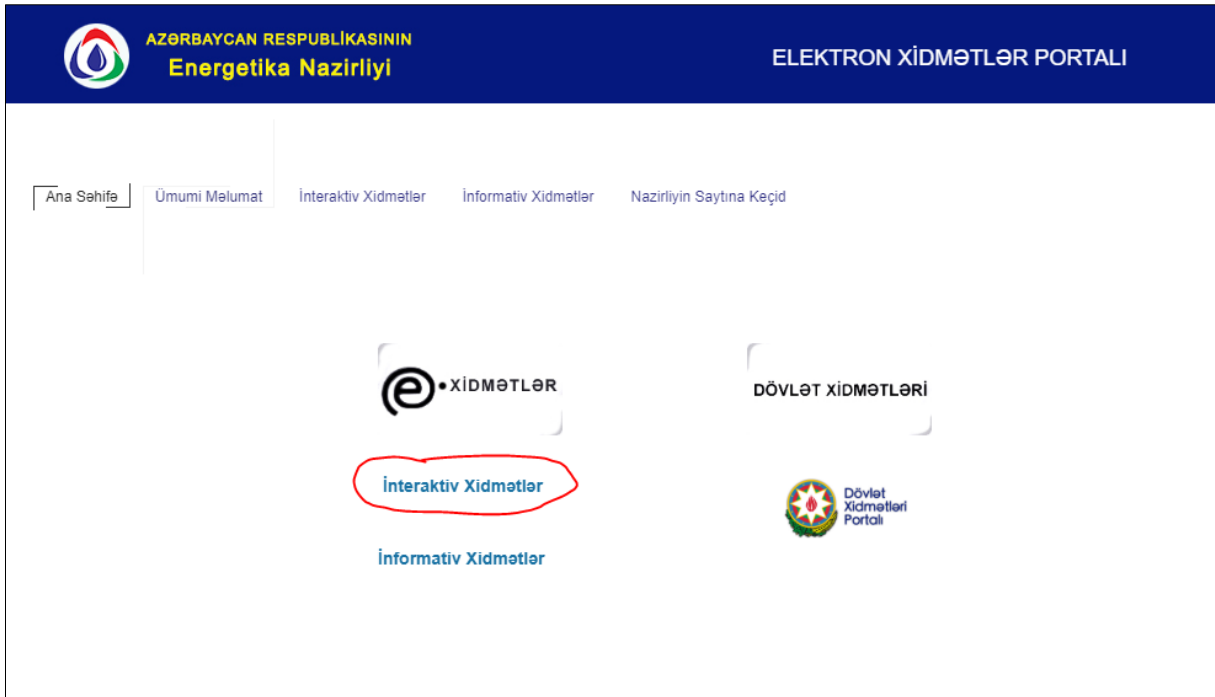 AZƏRBAYCAN RESPUBLİKASININ
Energetika Nazirliyi
ELEKTRON XİDMƏTLƏR PORTALI
Ana Səhifə
Ümumi Məlumat
İnteraktiv Xidmətlər
İnformativ Xidmətlər
Nazirliyin Saytına Keçid
e.XİDMƏTLƏR
DÖVLƏT XİDMƏTLƏRİ
İnteraktiv Xidmətlər
Dövlət
Xidmətləri
Portalı
İnformativ Xidmətlər